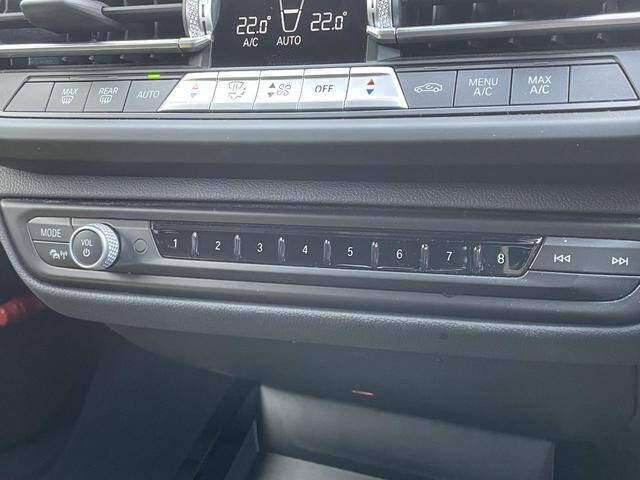 22.0° 22.0°
A/C AUTO
MAX REAR AUTO OFF MENU A/C MAX A/C
MODE
VOL
1 2 3 4 5 6 7 8